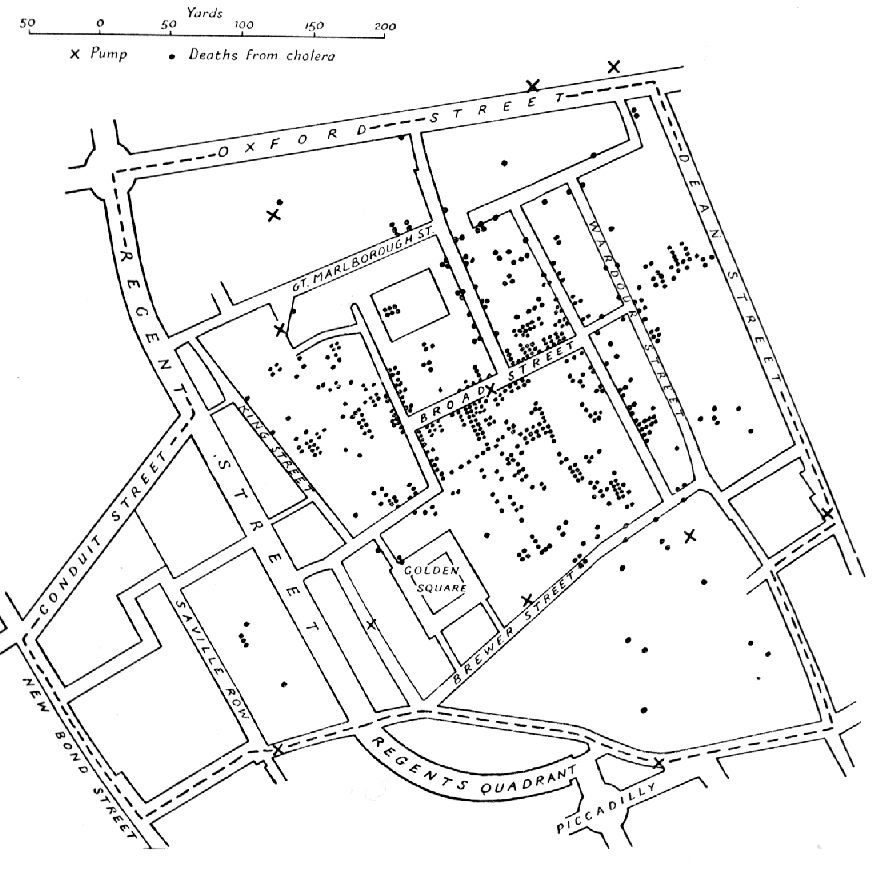 Yards
50 0 50 100 150 200
x Pump • Deaths from cholera
OXFORD STREET
DEAN STREET
REGENT STREET
WARDOUR STREET
GT. MARLBOROUGH ST.
BROAD STREET
KING STREET
CONDUIT STREET
GOLDEN
SQUARE
SAVILLE ROW
BREWER STREET
NEW BOND STREET
REGENTS QUADRANT
PICCADILLY